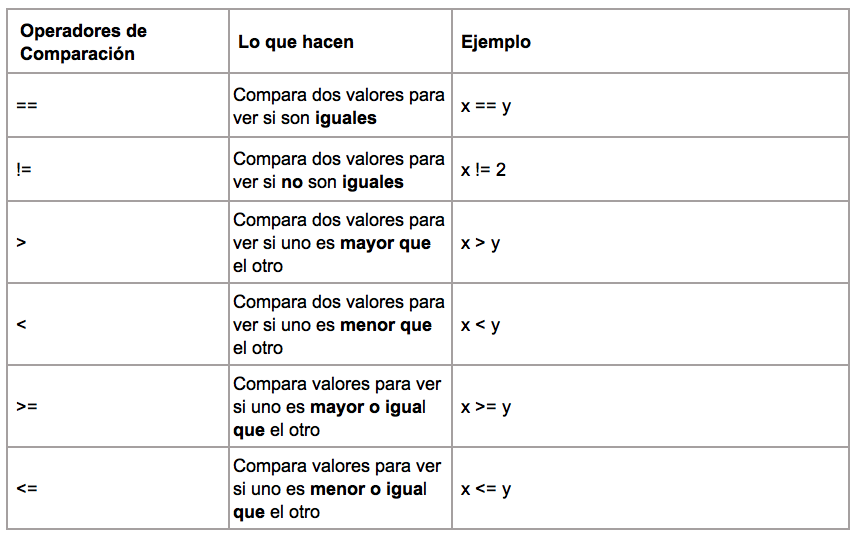 Operadores de
Comparación
Lo que hacen
Ejemplo
==
Compara dos valores para
ver si son iguales
x == y
!=
Compara dos valores para
ver si no son iguales
x != 2
>
Compara dos valores para
ver si uno es mayor que
el otro
x > y
<
Compara dos valores para
ver si uno es menor que
el otro
x < y
>=
Compara valores para ver
si uno es mayor o igual
que el otro
x >= y
<=
Compara valores para ver
si uno es menor o igual
que el otro
x <= y